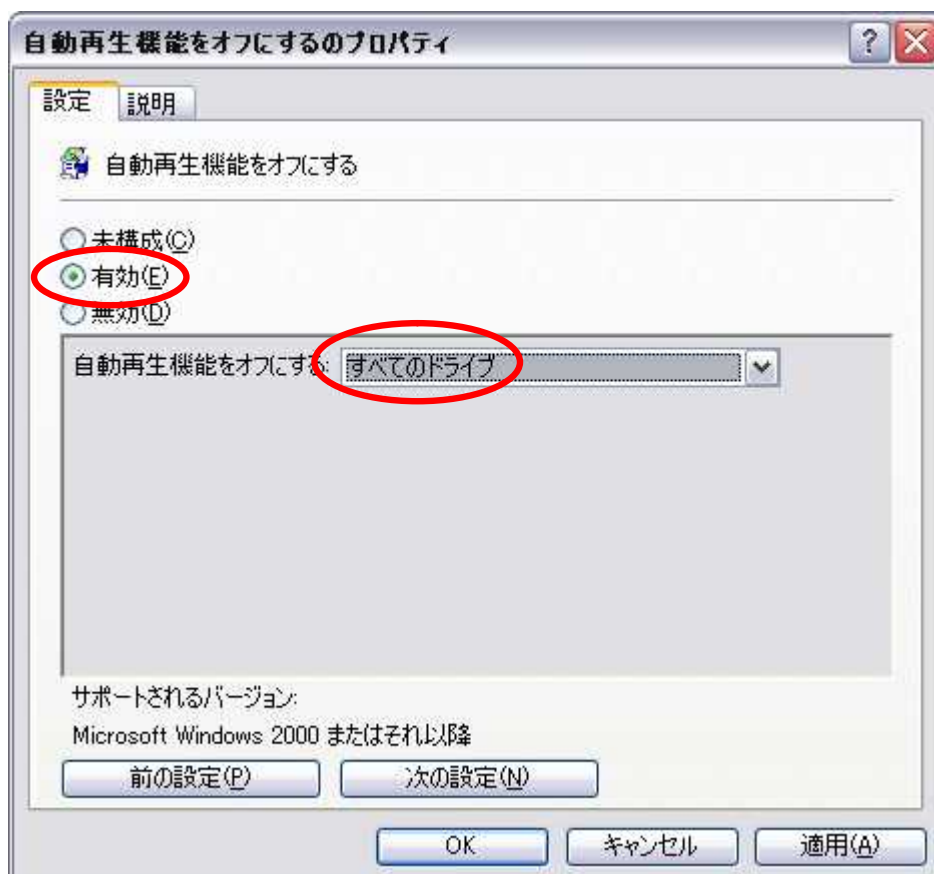 自動再生機能をオフにするのプロパティ
設定 説明
自動再生機能をオフにする
未構成(C)
有効(E)
無効(D)
自動再生機能をオフにする: すべてのドライブ
サポートされるバージョン:
Microsoft Windows 2000 またはそれ以降
前の設定(P) 次の設定(N)
OK キャンセル 適用(A)